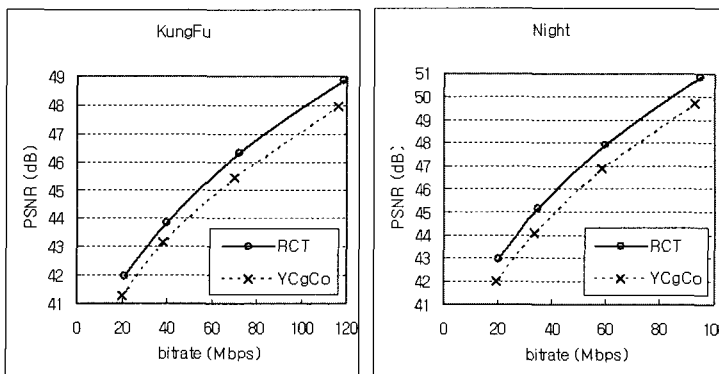 KungFu
PSNR (dB)
49
48
47
46
45
44
43
42
41
RCT
YCgCo
0 20 40 60 80 100 120
bitrate (Mbps)
Night
PSNR (dB)
51
50
49
48
47
46
45
44
43
42
41
RCT
YCgCo
0 20 40 60 80 100
bitrate (Mbps)